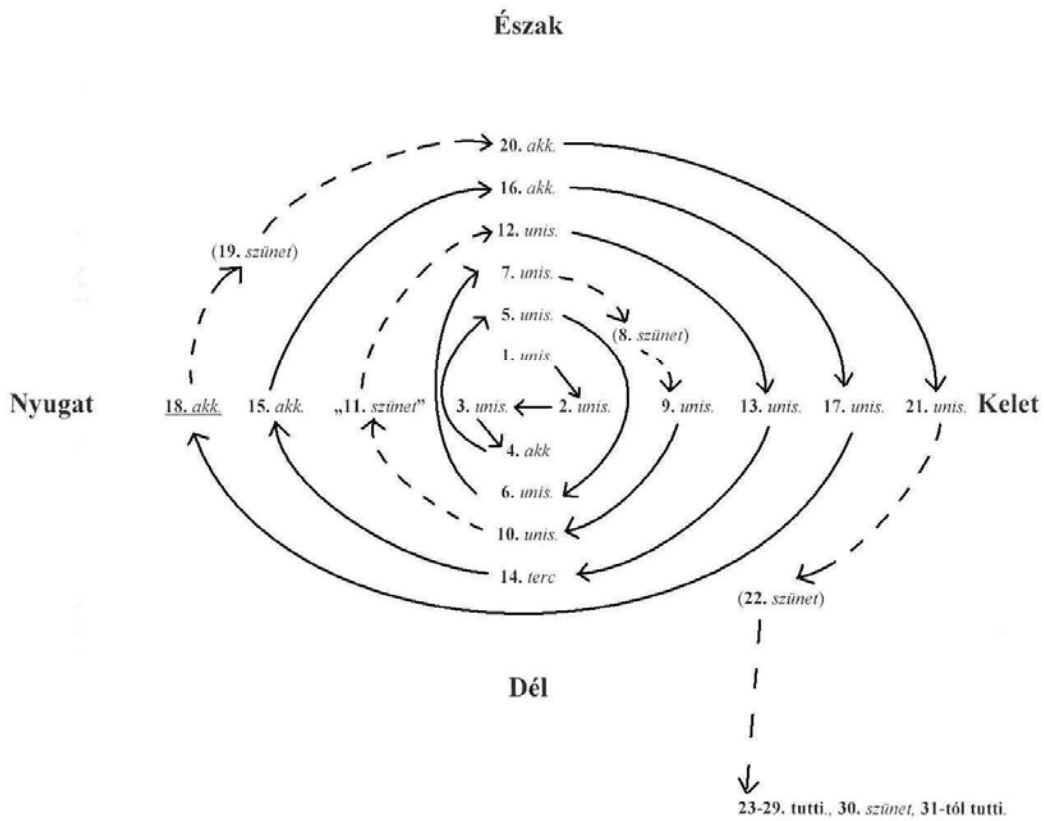 Észak
20. akk.
16. akk.
12. unis.
(19. szünet)
7. unis.
5. unis.
(8. szünet)
1. unis.
Nyugat 18. akk. 15. akk. „11. szünet” 3. unis. 2. unis. 9. unis. 13. unis. 17. unis. 21. unis. Kelet
4. akk
6. unis.
10. unis.
14. terc
(22. szünet)
Dél
23-29. tutti., 30. szünet, 31-től tutti.